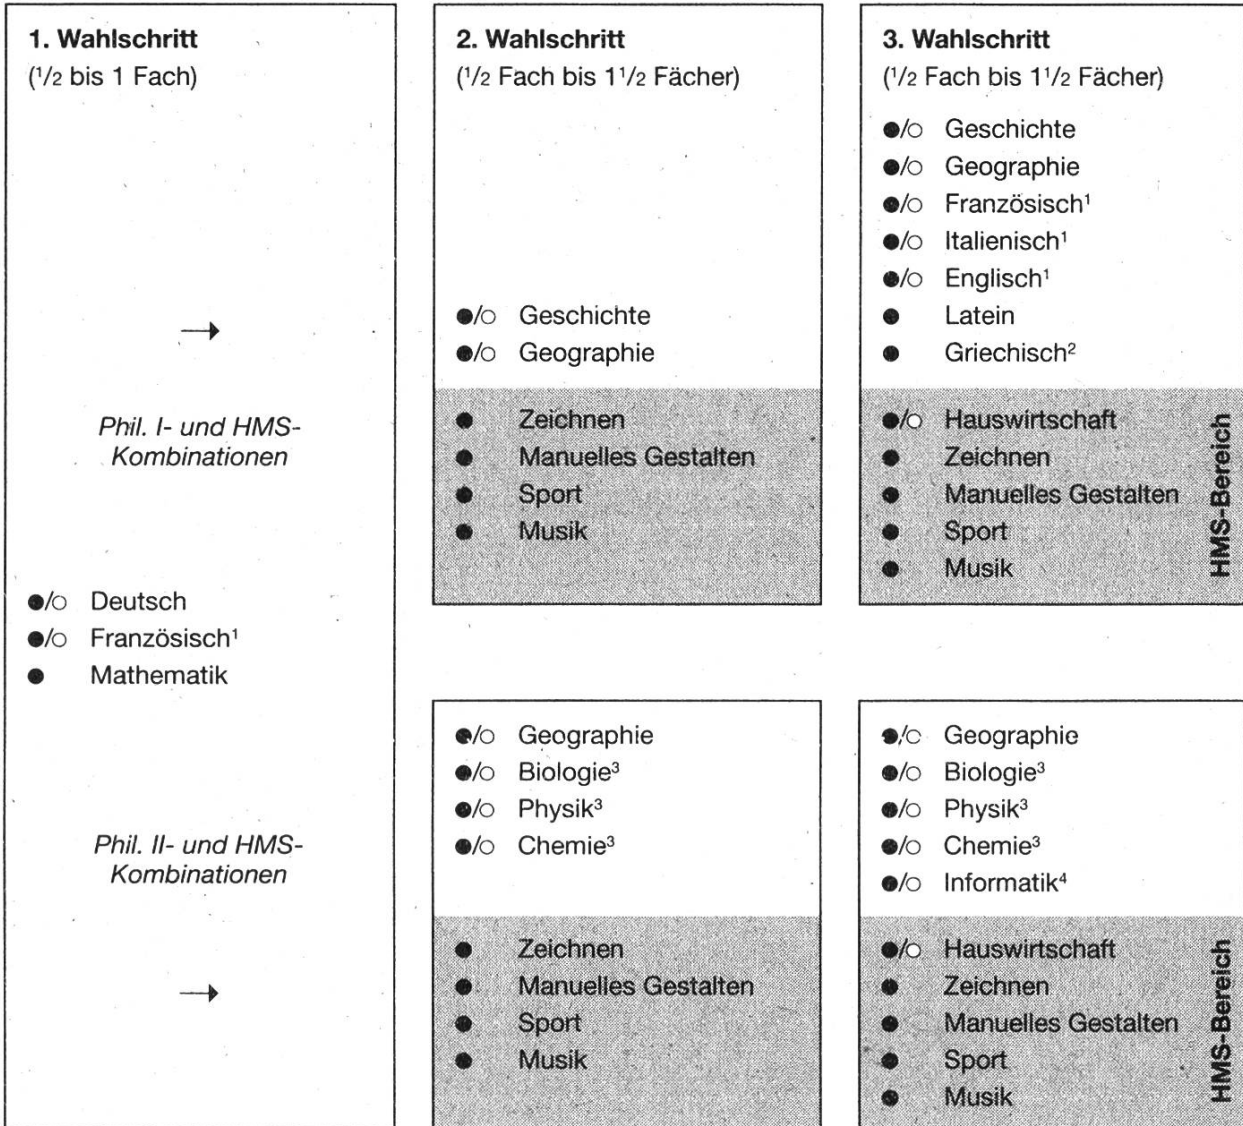 1. Wahlschritt
(1/2 bis 1 Fach)
→
Phil. I- und HMS-
Kombinationen
●/○ Deutsch
●/○ Französisch¹
● Mathematik
Phil. II- und HMS-
Kombinationen
→
2. Wahlschritt
(1/2 Fach bis 1 1/2 Fächer)
●/○ Geschichte
●/○ Geographie
● Zeichnen
● Manuelles Gestalten
● Sport
● Musik
●/○ Geographie
●/○ Biologie³
●/○ Physik³
●/○ Chemie³
● Zeichnen
● Manuelles Gestalten
● Sport
● Musik
3. Wahlschritt
(1/2 Fach bis 1 1/2 Fächer)
●/○ Geschichte
●/○ Geographie
●/○ Französisch¹
●/○ Italienisch¹
●/○ Englisch¹
● Latein
● Griechisch²
●/○ Hauswirtschaft
● Zeichnen
● Manuelles Gestalten
● Sport
● Musik
HMS-Bereich
●/○ Geographie
●/○ Biologie³
●/○ Physik³
●/○ Chemie³
●/○ Informatik⁴
●/○ Hauswirtschaft
● Zeichnen
● Manuelles Gestalten
● Sport
● Musik
HMS-Bereich